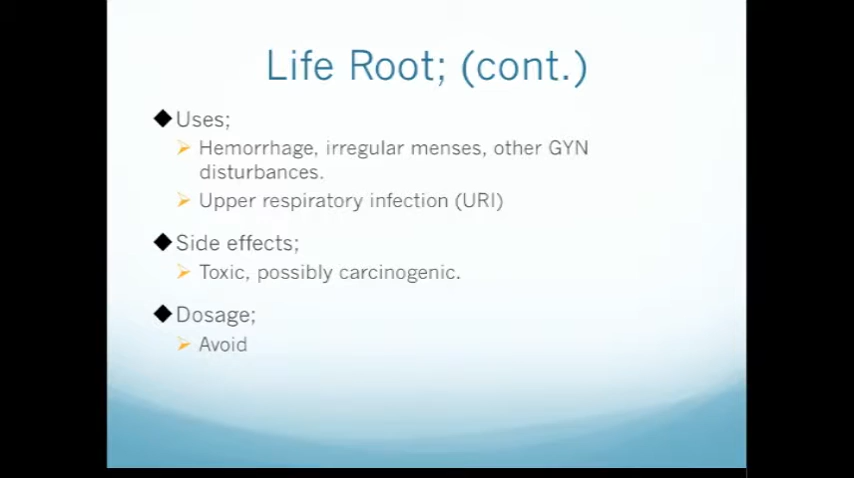 Life Root; (cont.)
Uses;
Hemorrhage, irregular menses, other GYN
disturbances.
Upper respiratory infection (URI)
Side effects;
Toxic, possibly carcinogenic.
Dosage;
Avoid